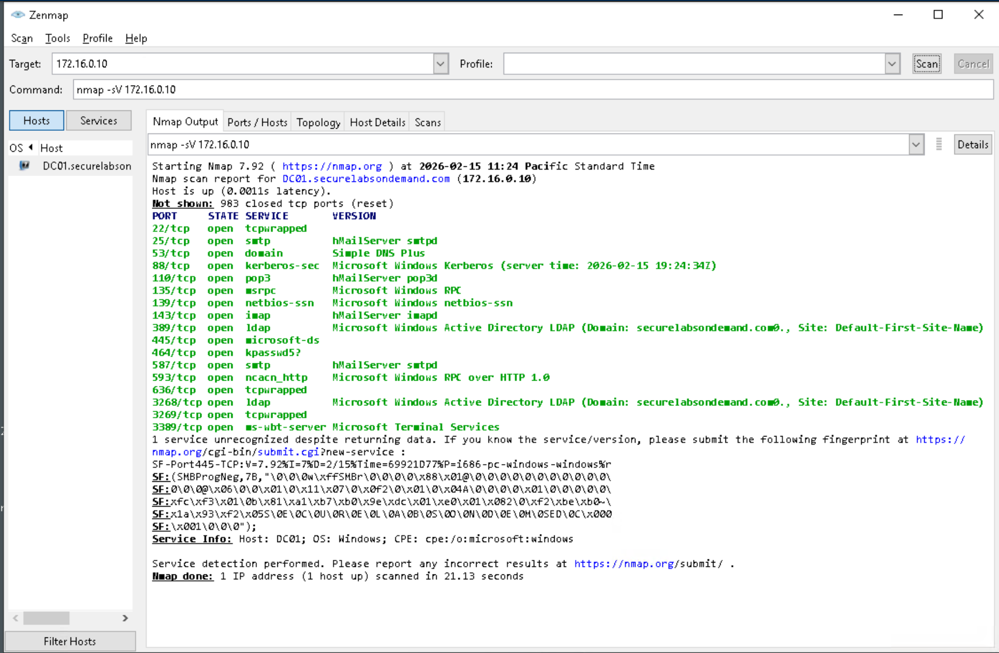 Zenmap
Scan Tools Profile Help
Target: 172.16.0.10 Profile: Scan Cancel
Command: nmap -sV 172.16.0.10
Hosts Services
Nmap Output Ports / Hosts Topology Host Details Scans
OS Host
nmap -sV 172.16.0.10 Details
DC01.securelabson
Starting Nmap 7.92 ( https://nmap.org ) at 2026-02-15 11:24 Pacific Standard Time
Nmap scan report for DC01.securelabsondemand.com (172.16.0.10)
Host is up (0.0011s latency).
Not shown: 983 closed tcp ports (reset)
PORT STATE SERVICE VERSION
22/tcp open tcpwrapped
25/tcp open smtp hMailServer smtpd
53/tcp open domain Simple DNS Plus
88/tcp open kerberos-sec Microsoft Windows Kerberos (server time: 2026-02-15 19:24:34Z)
110/tcp open pop3 hMailServer pop3d
135/tcp open msrpc Microsoft Windows RPC
139/tcp open netbios-ssn Microsoft Windows netbios-ssn
143/tcp open imap hMailServer imapd
389/tcp open ldap Microsoft Windows Active Directory LDAP (Domain: securelabsondemand.com0., Site: Default-First-Site-Name)
445/tcp open microsoft-ds
464/tcp open kpasswd5?
587/tcp open smtp hMailServer smtpd
593/tcp open ncacn_http Microsoft Windows RPC over HTTP 1.0
636/tcp open tcpwrapped
3268/tcp open ldap Microsoft Windows Active Directory LDAP (Domain: securelabsondemand.com0., Site: Default-First-Site-Name)
3269/tcp open tcpwrapped
3389/tcp open ms-wbt-server Microsoft Terminal Services
1 service unrecognized despite returning data. If you know the service/version, please submit the following fingerprint at https://
nmap.org/cgi-bin/submit.cgi?new-service :
SF-Port445-TCP:V=7.92%I=7%D=2/15%Time=69921D77%P=i686-pc-windows-windows%r
SF:(SMBProgNeg,7B,"\0\0\0w\xffSMBr\0\0\0\0\x88\x01@\0\0\0\0\0\0\0\0\0\0\0\
SF:0\0\0@\x06\0\0\x01\0\x11\x07\0\x0f2\0\x01\0\x04A\0\0\0\0\x01\0\0\0\0\0\
SF:xfc\xf3\x01\0b\x81\xa1\xb7\xb0\x9e\xdc\x01\xe0\x01\x082\0\xf2\xbe\xb0~\
SF:x1a\x93\xf2\x05S\0E\0C\0U\0R\0E\0L\0A\0B\0S\0O\0N\0D\0E\0M\0SED\0C\x000
SF:\x001\0\0\0");
Service Info: Host: DC01; OS: Windows; CPE: cpe:/o:microsoft:windows
Service detection performed. Please report any incorrect results at https://nmap.org/submit/ .
Nmap done: 1 IP address (1 host up) scanned in 21.13 seconds
Filter Hosts